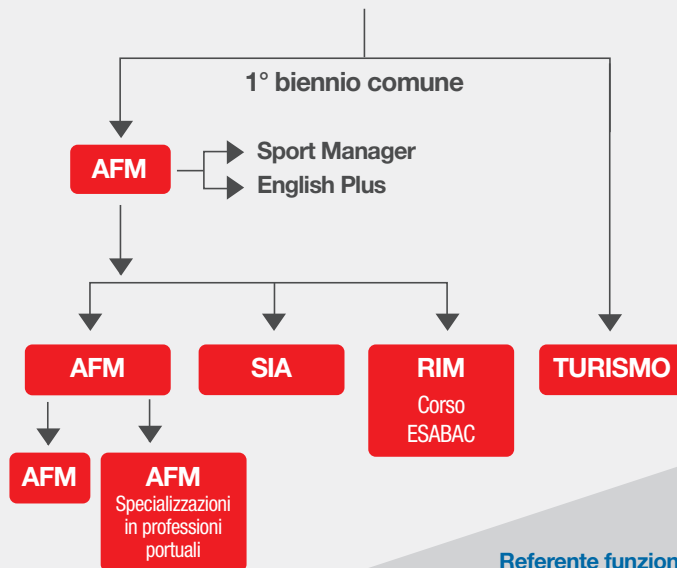 1° biennio comune
AFM
Sport Manager
English Plus
AFM
SIA
RIM
Corso
ESABAC
TURISMO
AFM
AFM
Specializzazioni
in professioni
portuali
Referente